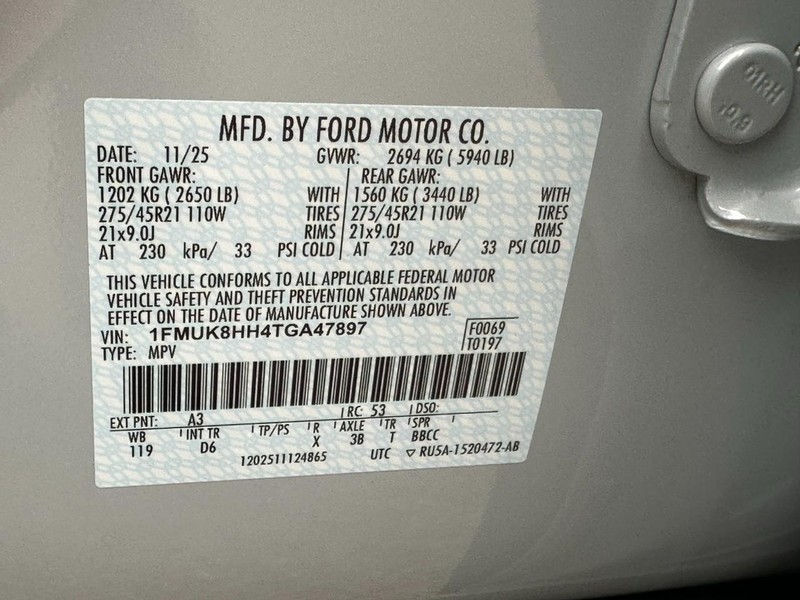 MFD. BY FORD MOTOR CO.
DATE: 11/25 GVWR: 2694 KG ( 5940 LB)
FRONT GAWR: REAR GAWR:
1202 KG ( 2650 LB) WITH 1560 KG ( 3440 LB) WITH
275/45R21 110W TIRES 275/45R21 110W TIRES
21x9.0J RIMS 21x9.0J RIMS
AT 230 kPa/ 33 PSI COLD AT 230 kPa/ 33 PSI COLD
THIS VEHICLE CONFORMS TO ALL APPLICABLE FEDERAL MOTOR
VEHICLE SAFETY AND THEFT PREVENTION STANDARDS IN
EFFECT ON THE DATE OF MANUFACTURE SHOWN ABOVE.
VIN: 1FMUK8HH4TGA47897 F0069
TYPE: MPV T0197
EXT PNT: A3 RC: 53 DSO:
WB INT TR TP/PS R AXLE TR SPR
119 D6 X 3B T BBCC
1202511124865 UTC ▽ RU5A-1520472-AB
01RH